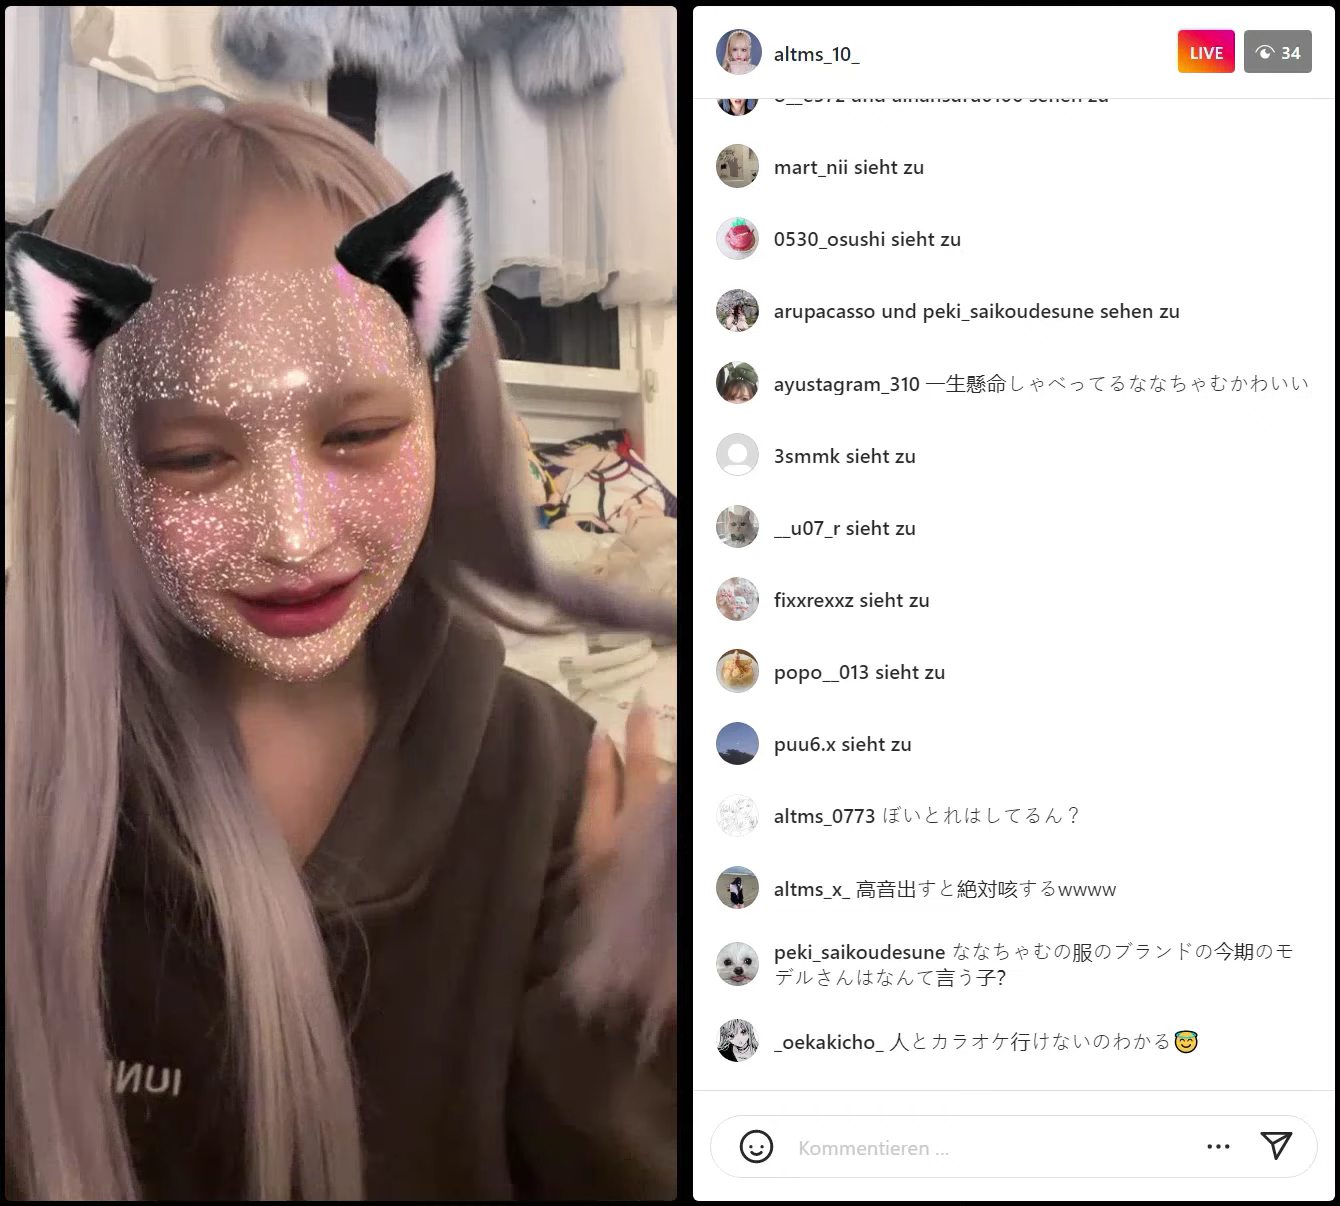 altms_10_
LIVE
34
mart_nii sieht zu
0530_osushi sieht zu
arupacasso und peki_saikoudesune sehen zu
ayustagram_310 一生懸命しゃべってるななちゃむかわいい
3smmk sieht zu
__u07_r sieht zu
fixxrexxz sieht zu
popo__013 sieht zu
puu6.x sieht zu
altms_0773 ぼいとれはしてるん？
altms_x_ 高音出すと絶対咳するwwww
peki_saikoudesune ななちゃむの服のブランドの今期のモ
デルさんはなんて言う子?
_oekakicho_ 人とカラオケ行けないのわかる😇
Kommentieren ...